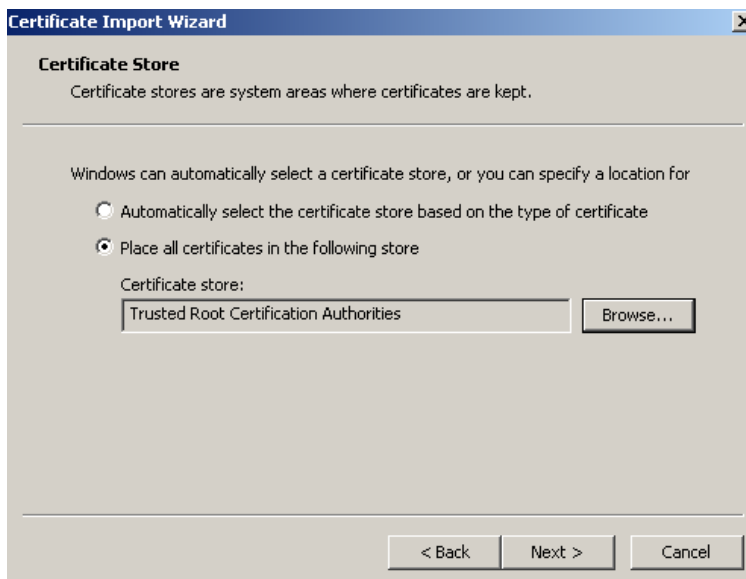 Certificate Import Wizard
Certificate Store
Certificate stores are system areas where certificates are kept.
Windows can automatically select a certificate store, or you can specify a location for
Automatically select the certificate store based on the type of certificate
Place all certificates in the following store
Certificate store:
Trusted Root Certification Authorities
Browse...
< Back
Next >
Cancel